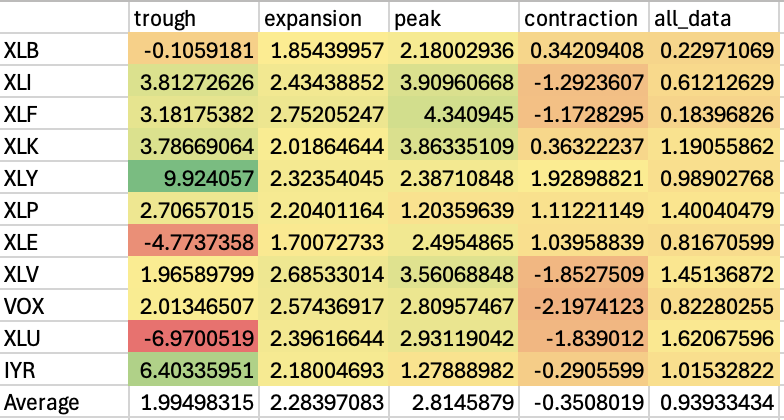 trough expansion peak contraction all_data
XLB -0.1059181 1.85439957 2.18002936 0.34209408 0.22971069
XLI 3.81272626 2.43438852 3.90960668 -1.2923607 0.61212629
XLF 3.18175382 2.75205247 4.340945 -1.1728295 0.18396826
XLK 3.78669064 2.01864644 3.86335109 0.36322237 1.19055862
XLY 9.924057 2.32354045 2.38710848 1.92898821 0.98902768
XLP 2.70657015 2.20401164 1.20359639 1.11221149 1.40040479
XLE -4.7737358 1.70072733 2.4954865 1.03958839 0.81670599
XLV 1.96589799 2.68533014 3.56068848 -1.8527509 1.45136872
VOX 2.01346507 2.57436917 2.80957467 -2.1974123 0.82280255
XLU -6.9700519 2.39616644 2.93119042 -1.839012 1.62067596
IYR 6.40335951 2.18004693 1.27888982 -0.2905599 1.01532822
Average 1.99498315 2.28397083 2.8145879 -0.3508019 0.93933434